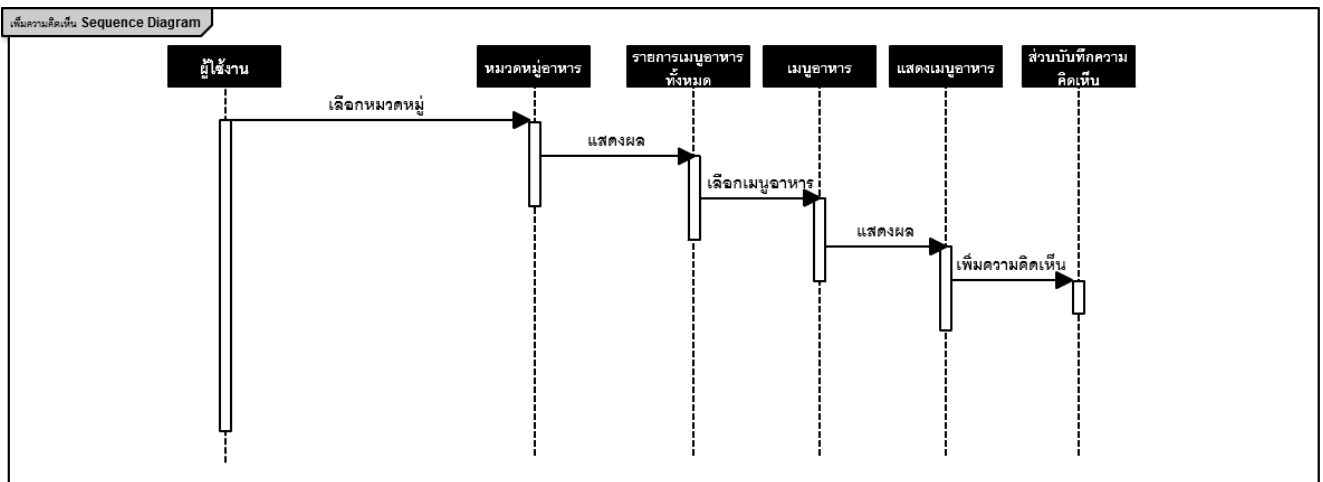 เพิ่มความคิดเห็น Sequence Diagram
ผู้ใช้งาน
หมวดหมู่อาหาร
รายการเมนูอาหาร
ทั้งหมด
เมนูอาหาร
แสดงเมนูอาหาร
ส่วนบันทึกความ
คิดเห็น
เลือกหมวดหมู่
แสดงผล
เลือกเมนูอาหาร
แสดงผล
เพิ่มความคิดเห็น